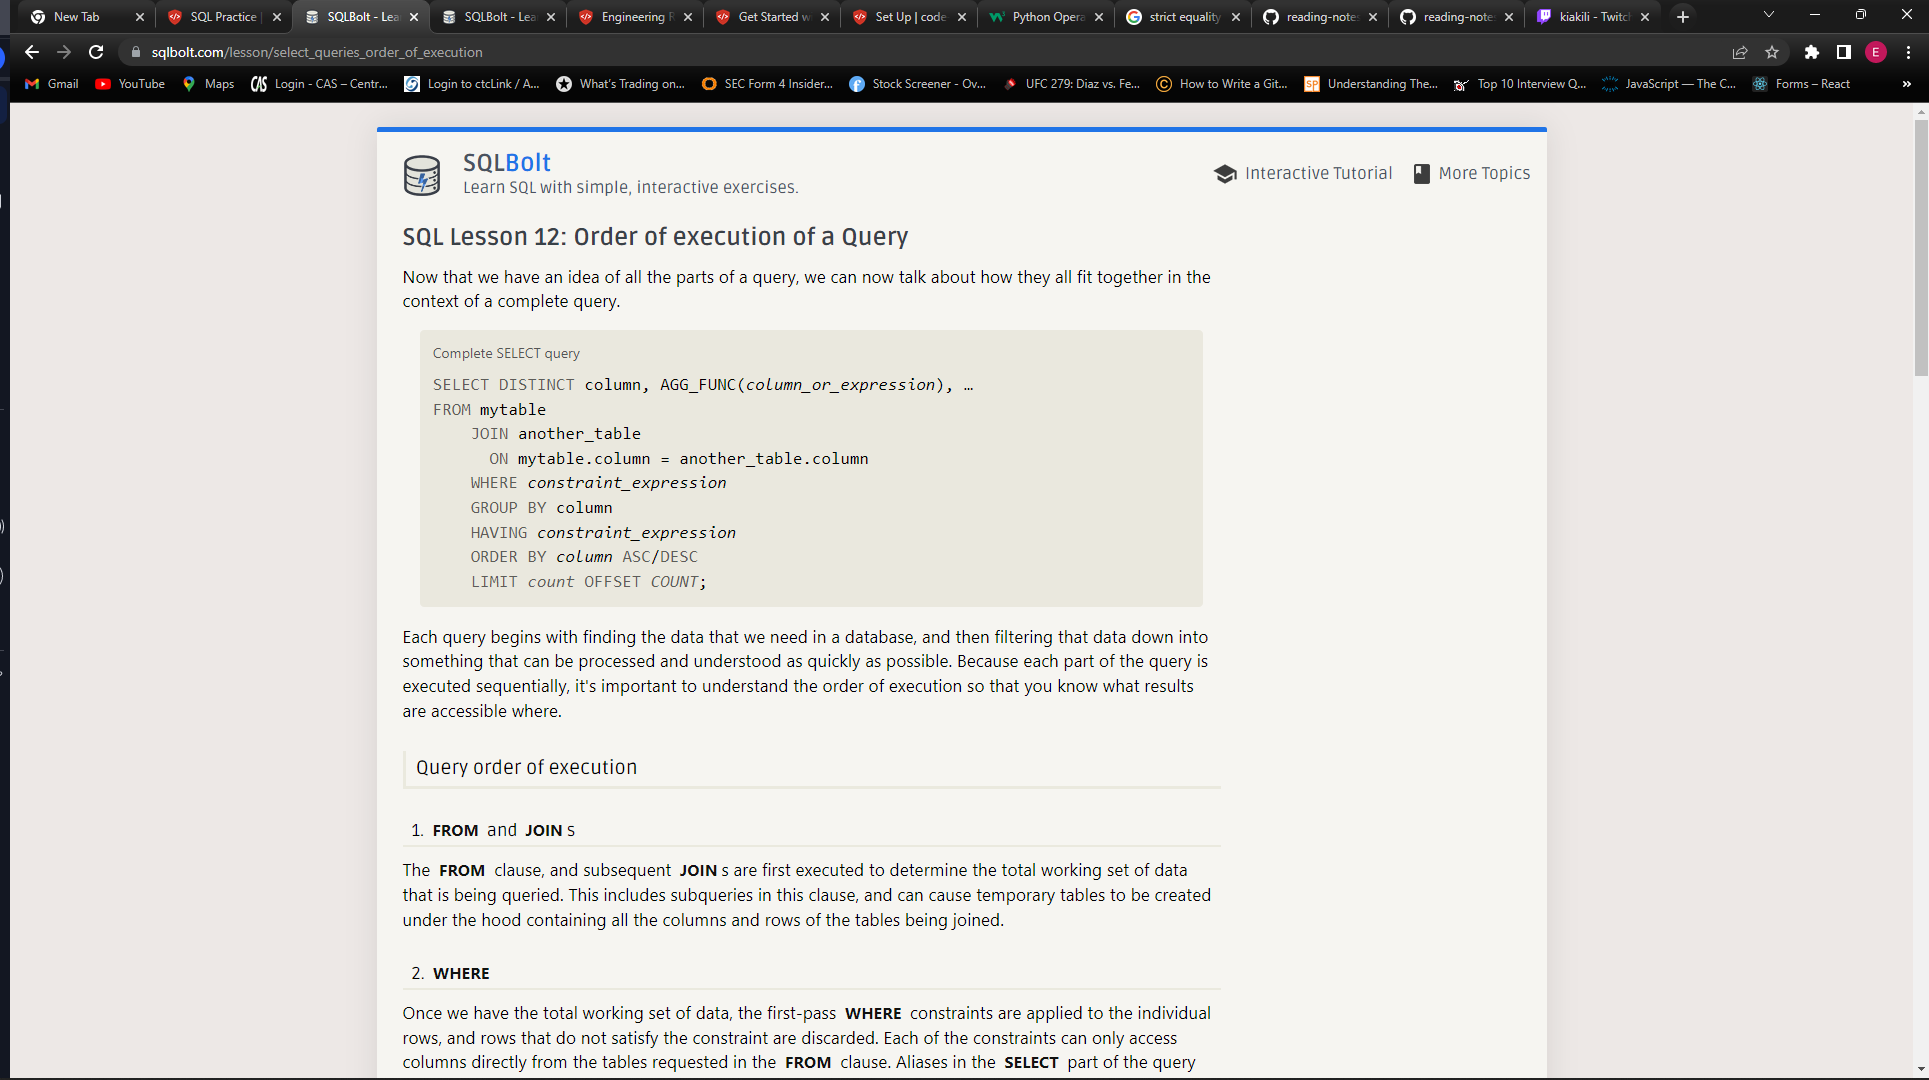 New Tab
SQL Practice
SQLBolt - Lea
SQLBolt - Lea
Engineering R
Get Started w
Set Up | code
Python Opera
strict equality
reading-note
reading-note
kiakili - Twitc
sqlbolt.com/lesson/select_queries_order_of_execution
E
Gmail
YouTube
Maps
Login - CAS – Centr...
Login to ctcLink / A...
What's Trading on...
SEC Form 4 Insider...
Stock Screener - Ov...
UFC 279: Diaz vs. Fe...
How to Write a Git...
Understanding The...
Top 10 Interview Q...
JavaScript — The C...
Forms – React
»
SQLBolt
Learn SQL with simple, interactive exercises.
Interactive Tutorial
More Topics
SQL Lesson 12: Order of execution of a Query
Now that we have an idea of all the parts of a query, we can now talk about how they all fit together in the
context of a complete query.
Complete SELECT query
SELECT DISTINCT column, AGG_FUNC(column_or_expression), …
FROM mytable
JOIN another_table
ON mytable.column = another_table.column
WHERE constraint_expression
GROUP BY column
HAVING constraint_expression
ORDER BY column ASC/DESC
LIMIT count OFFSET COUNT;
Each query begins with finding the data that we need in a database, and then filtering that data down into
something that can be processed and understood as quickly as possible. Because each part of the query is
executed sequentially, it's important to understand the order of execution so that you know what results
are accessible where.
Query order of execution
1. FROM and JOIN s
The FROM clause, and subsequent JOIN s are first executed to determine the total working set of data
that is being queried. This includes subqueries in this clause, and can cause temporary tables to be created
under the hood containing all the columns and rows of the tables being joined.
2. WHERE
Once we have the total working set of data, the first-pass WHERE constraints are applied to the individual
rows, and rows that do not satisfy the constraint are discarded. Each of the constraints can only access
columns directly from the tables requested in the FROM clause. Aliases in the SELECT part of the query